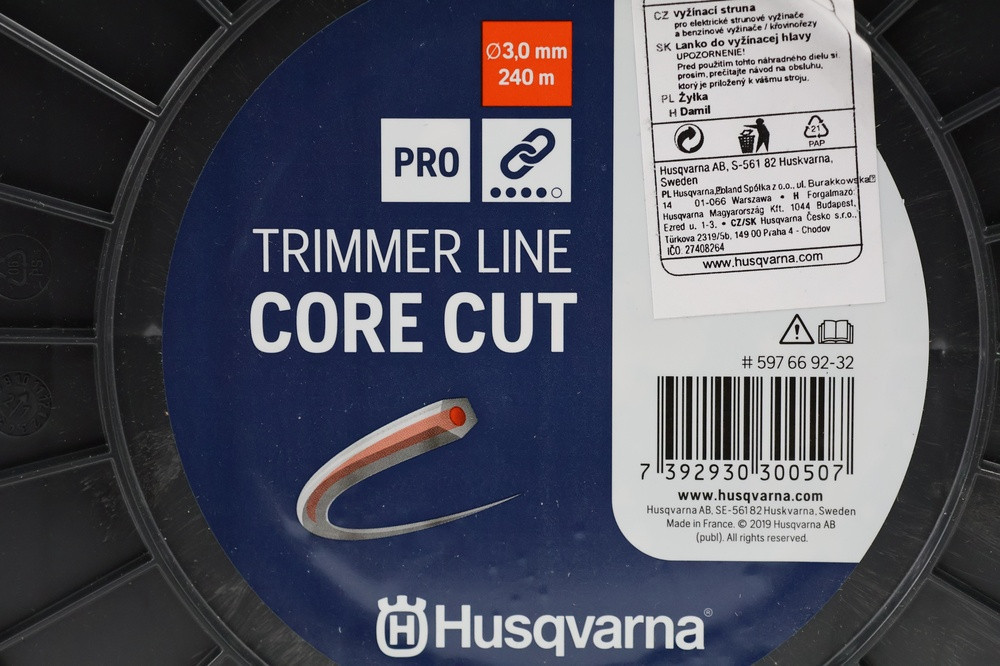 Ø3,0 mm
240 m
PRO
TRIMMER LINE
CORE CUT
Husqvarna®
CZ vyžínací struna
pro elektrické strunové vyžínače
a benzinové vyžínače / křovinořezy
SK Lanko do vyžínacej hlavy
UPOZORNENIE!
Pred použitím tohto náhradného dielu si
prosím, prečítajte návod na obsluhu,
ktorý je priložený k vášmu stroju.
PL Żyłka
H Damil
21
PAP
Husqvarna AB, S-561 82 Huskvarna,
Sweden
PL Husqvarna Poland Spółka z o.o., ul. Burakkowska
14 01-066 Warszawa • H Forgalmazó:
Husqvarna Magyarország Kft. 1044 Budapest,
Ezred u. 1-3. • CZ/SK Husqvarna Česko s.r.o.,
Türkova 2319/5b, 149 00 Praha 4 - Chodov
IČO. 27408264
www.husqvarna.com
# 597 66 92-32
7 392930 300507
www.husqvarna.com
Husqvarna AB, SE-561 82 Huskvarna, Sweden
Made in France. © 2019 Husqvarna AB
(publ). All rights reserved.